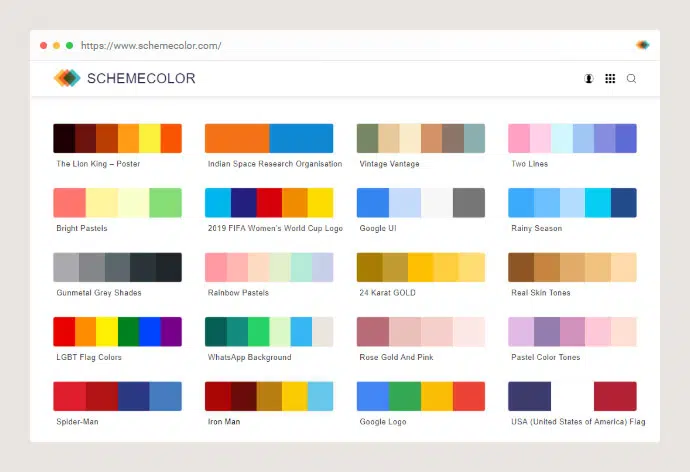 https://www.schemecolor.com/
SCHEMECOLOR
The Lion King – Poster
Indian Space Research Organisation
Vintage Vantage
Two Lines
Bright Pastels
2019 FIFA Women's World Cup Logo
Google UI
Rainy Season
Gunmetal Grey Shades
Rainbow Pastels
24 Karat GOLD
Real Skin Tones
LGBT Flag Colors
WhatsApp Background
Rose Gold And Pink
Pastel Color Tones
Spider-Man
Iron Man
Google Logo
USA (United States of America) Flag